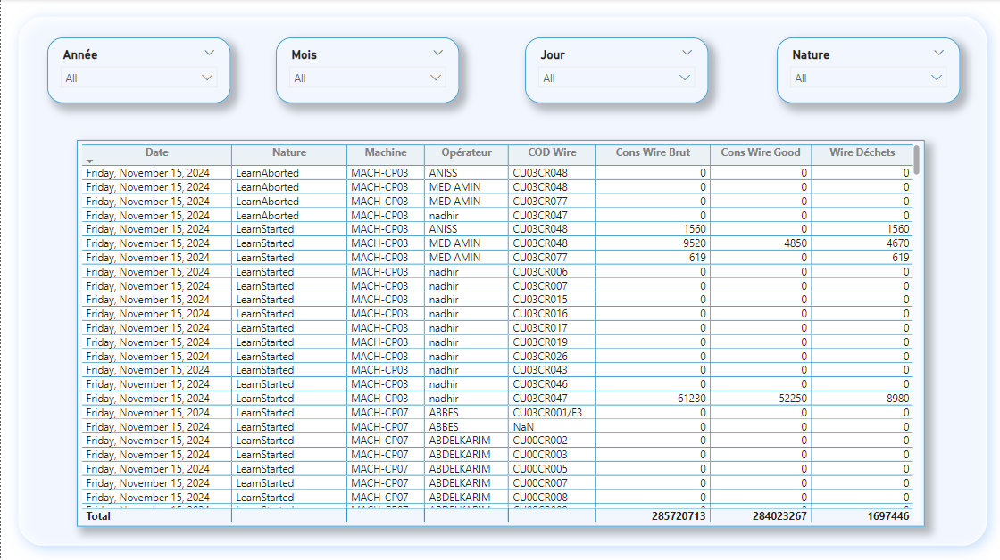 Année Mois Jour Nature
All All All All
Date Nature Machine Opérateur COD Wire Cons Wire Brut Cons Wire Good Wire Déchets
Friday, November 15, 2024 LearnAborted MACH-CP03 ANISS CU03CR048 0 0 0
Friday, November 15, 2024 LearnAborted MACH-CP03 MED AMIN CU03CR048 0 0 0
Friday, November 15, 2024 LearnAborted MACH-CP03 MED AMIN CU03CR077 0 0 0
Friday, November 15, 2024 LearnAborted MACH-CP03 nadhir CU03CR047 0 0 0
Friday, November 15, 2024 LearnStarted MACH-CP03 ANISS CU03CR048 1560 0 1560
Friday, November 15, 2024 LearnStarted MACH-CP03 MED AMIN CU03CR048 9520 4850 4670
Friday, November 15, 2024 LearnStarted MACH-CP03 MED AMIN CU03CR077 619 0 619
Friday, November 15, 2024 LearnStarted MACH-CP03 nadhir CU03CR006 0 0 0
Friday, November 15, 2024 LearnStarted MACH-CP03 nadhir CU03CR007 0 0 0
Friday, November 15, 2024 LearnStarted MACH-CP03 nadhir CU03CR015 0 0 0
Friday, November 15, 2024 LearnStarted MACH-CP03 nadhir CU03CR016 0 0 0
Friday, November 15, 2024 LearnStarted MACH-CP03 nadhir CU03CR017 0 0 0
Friday, November 15, 2024 LearnStarted MACH-CP03 nadhir CU03CR019 0 0 0
Friday, November 15, 2024 LearnStarted MACH-CP03 nadhir CU03CR026 0 0 0
Friday, November 15, 2024 LearnStarted MACH-CP03 nadhir CU03CR043 0 0 0
Friday, November 15, 2024 LearnStarted MACH-CP03 nadhir CU03CR046 0 0 0
Friday, November 15, 2024 LearnStarted MACH-CP03 nadhir CU03CR047 61230 52250 8980
Friday, November 15, 2024 LearnStarted MACH-CP07 ABBES CU03CR001/F3 0 0 0
Friday, November 15, 2024 LearnStarted MACH-CP07 ABBES NaN 0 0 0
Friday, November 15, 2024 LearnStarted MACH-CP07 ABDELKARIM CU00CR002 0 0 0
Friday, November 15, 2024 LearnStarted MACH-CP07 ABDELKARIM CU00CR003 0 0 0
Friday, November 15, 2024 LearnStarted MACH-CP07 ABDELKARIM CU00CR005 0 0 0
Friday, November 15, 2024 LearnStarted MACH-CP07 ABDELKARIM CU00CR007 0 0 0
Friday, November 15, 2024 LearnStarted MACH-CP07 ABDELKARIM CU00CR008 0 0 0
Total 285720713 284023267 1697446